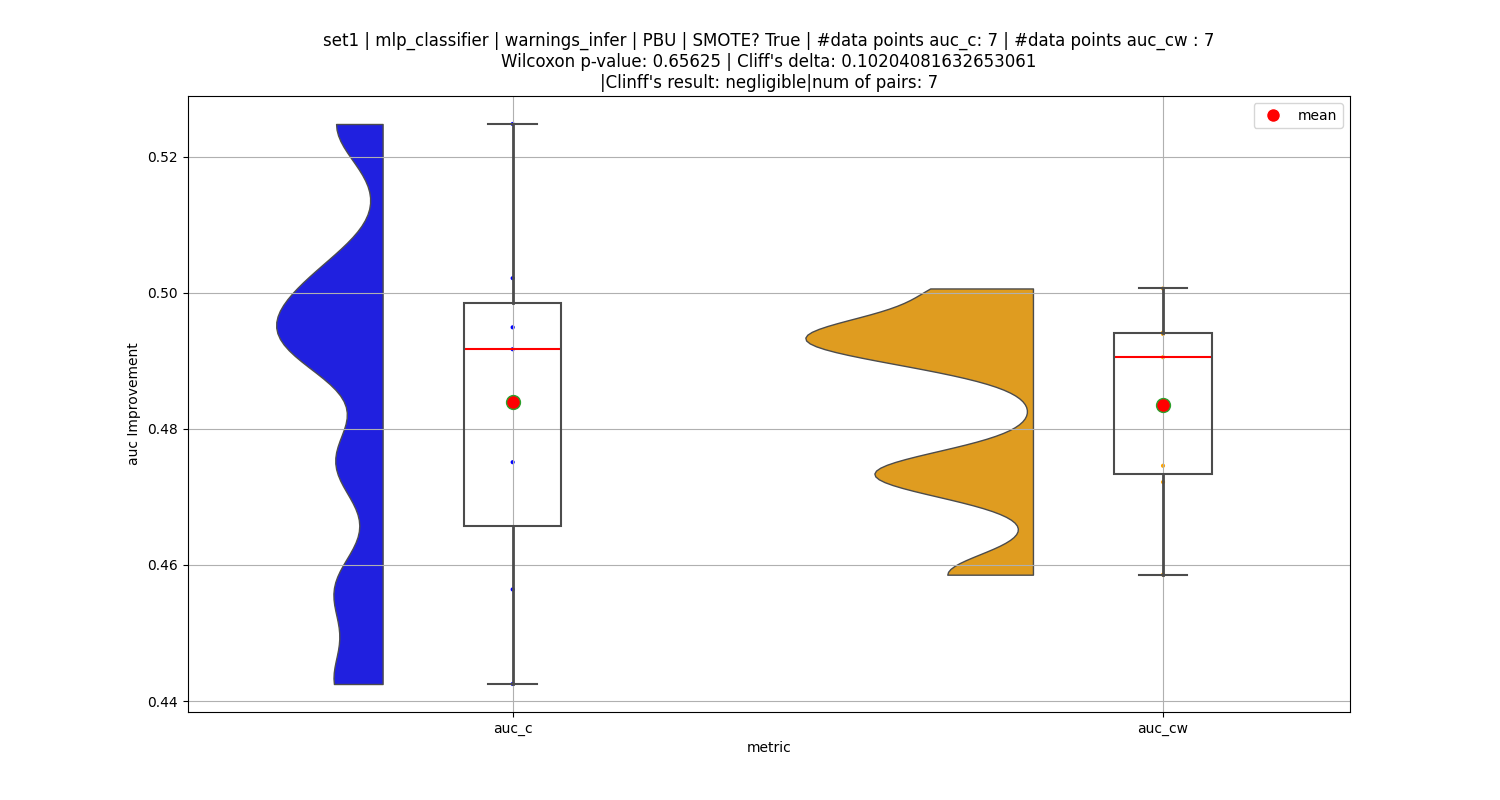 set1 | mlp_classifier | warnings_infer | PBU | SMOTE? True | #data points auc_c: 7 | #data points auc_cw : 7
Wilcoxon p-value: 0.65625 | Cliff's delta: 0.10204081632653061
|Clinff's result: negligible|num of pairs: 7
mean
0.52
0.50
0.48
0.46
0.44
auc Improvement
auc_c
auc_cw
metric